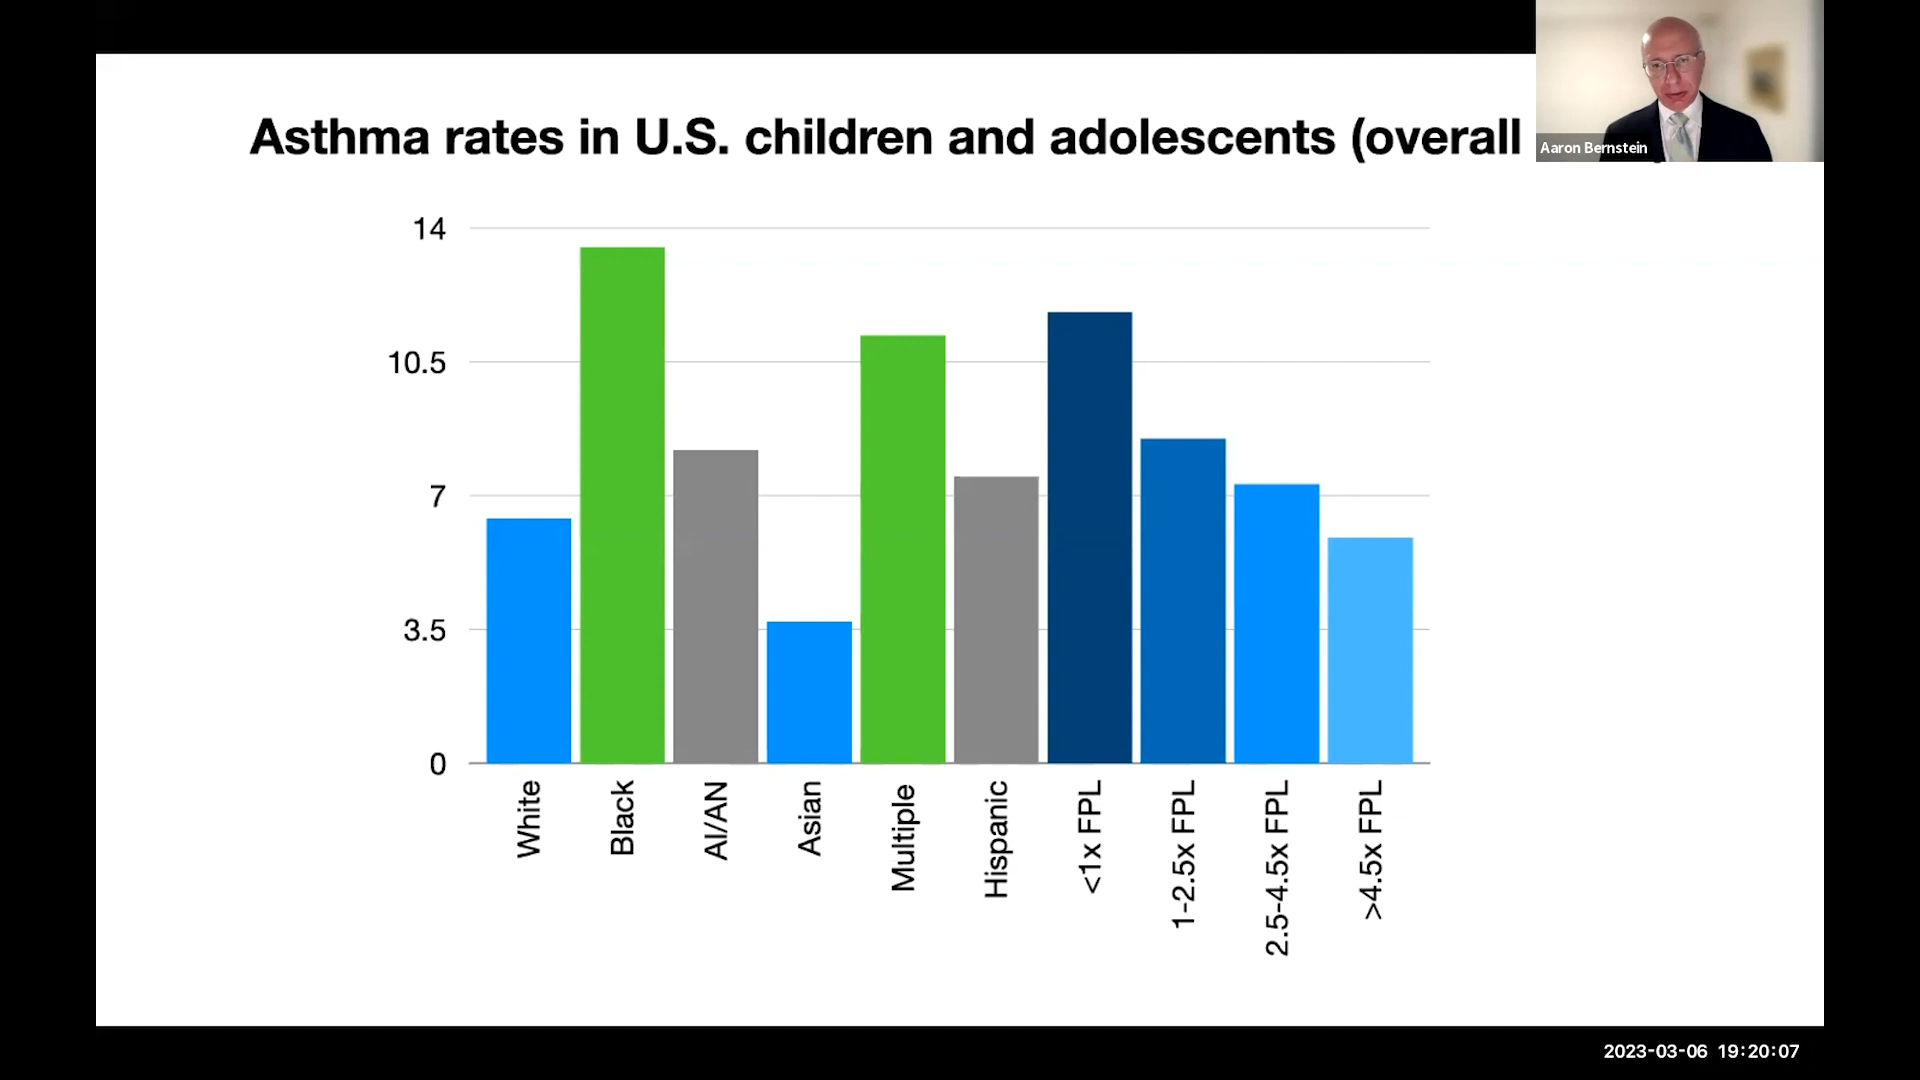 Asthma rates in U.S. children and adolescents (overall
Aaron Bernstein
14
10.5
7
3.5
0
White
Black
AI/AN
Asian
Multiple
Hispanic
<1x FPL
1-2.5x FPL
2.5-4.5x FPL
>4.5x FPL
2023-03-06 19:20:07